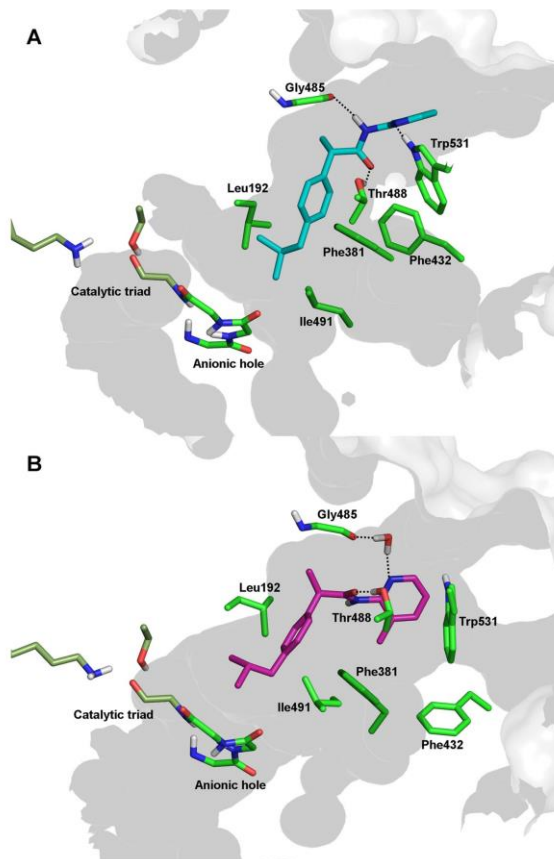 A
Gly485
Trp531
Leu192
Thr488
Phe381
Phe432
Catalytic triad
Ile491
Anionic hole
B
Gly485
Leu192
Thr488
Trp531
Phe381
Ile491
Catalytic triad
Phe432
Anionic hole